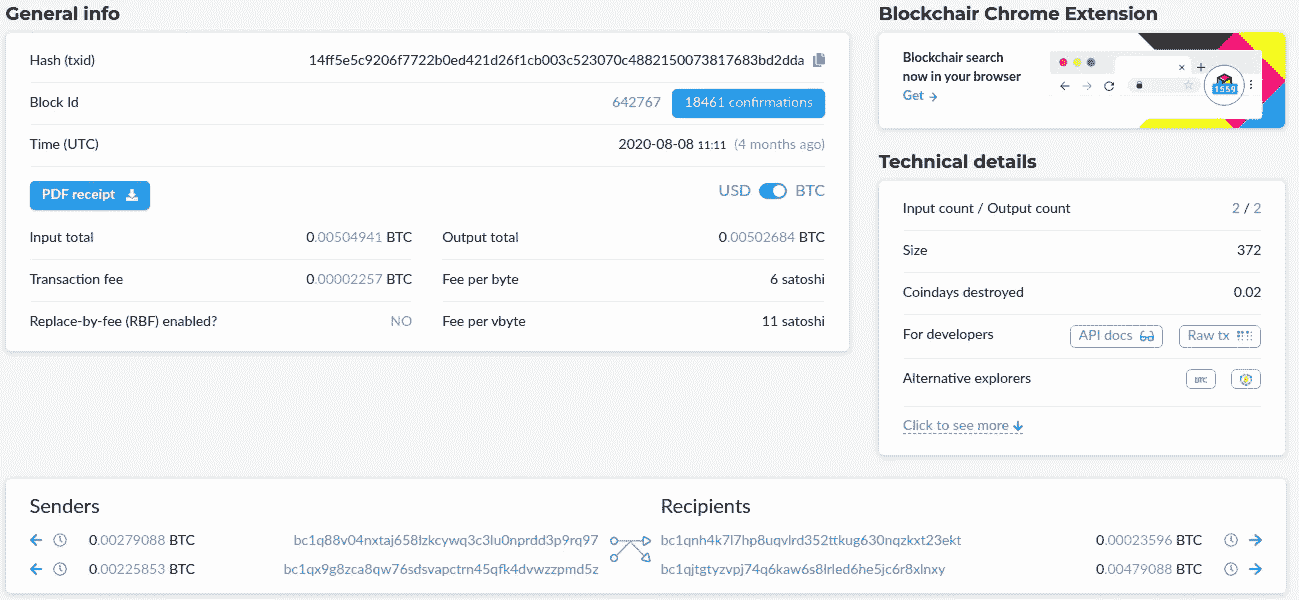 General info
Hash (txid) 14ff5e5c9206f7722b0ed421d26f1cb003c523070c4882150073817683bd2dda
Block Id 642767 18461 confirmations
Time (UTC) 2020-08-08 11:11 (4 months ago)
PDF receipt USD BTC
Input total 0.00504941 BTC Output total 0.00502684 BTC
Transaction fee 0.00002257 BTC Fee per byte 6 satoshi
Replace-by-fee (RBF) enabled? NO Fee per vbyte 11 satoshi
Blockchair Chrome Extension
Blockchair search
now in your browser
Get →
1559
Technical details
Input count / Output count 2 / 2
Size 372
Coindays destroyed 0.02
For developers API docs Raw tx
Alternative explorers BTC
Click to see more
Senders Recipients
0.00279088 BTC bc1q88v04nxtaj658lzkcywq3c3lu0nprdd3p9rq97 bc1qnh4k7l7hp8uqvlrd352ttkug630nqzkxt23ekt 0.00023596 BTC
0.00225853 BTC bc1qx9g8zca8qw76sdsvapctrn45qfk4dvwzzpmd5z bc1qjtgtyzvpj74q6kaw6s8lrled6he5jc6r8xlnxy 0.00479088 BTC